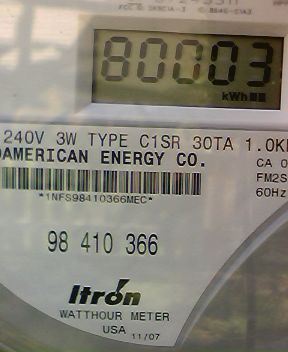 80003
kWh
240V 3W TYPE C1SR 30TA 1.0K
OAMERICAN ENERGY CO.
CA 0
FM2S
60Hz
*1NFS98410366MEC*
98 410 366
Itron
WATTHOUR METER
USA 11/07